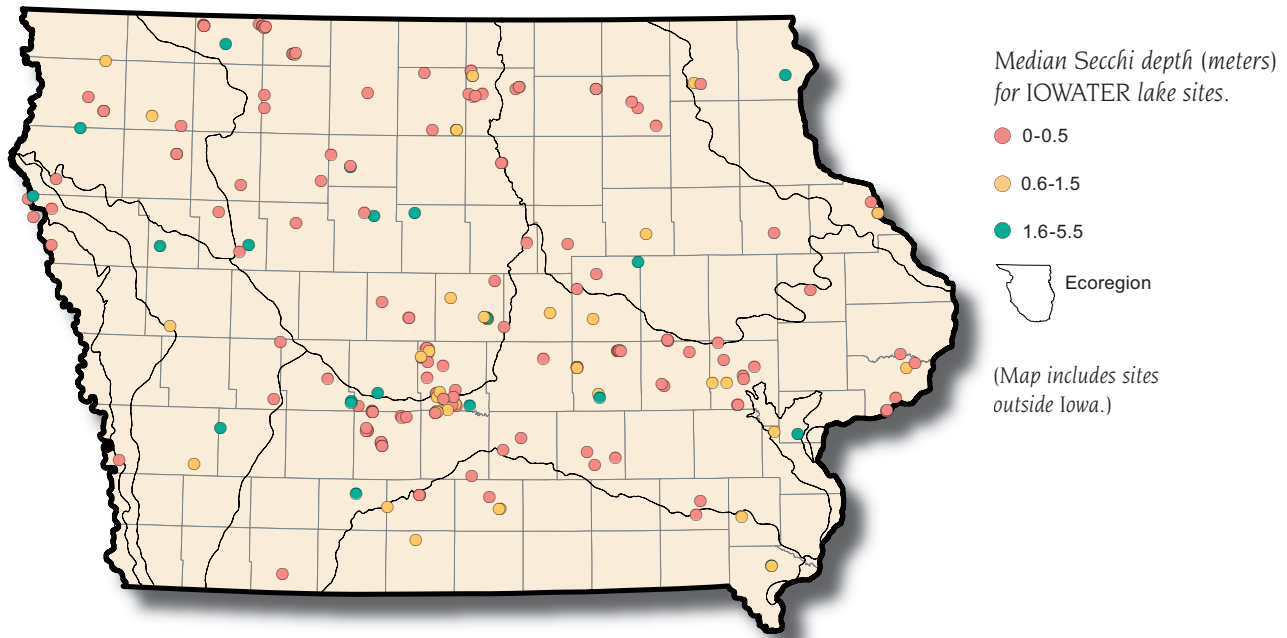 Median Secchi depth (meters)
for IOWATER lake sites.
0-0.5
0.6-1.5
1.6-5.5
Ecoregion
(Map includes sites
outside Iowa.)